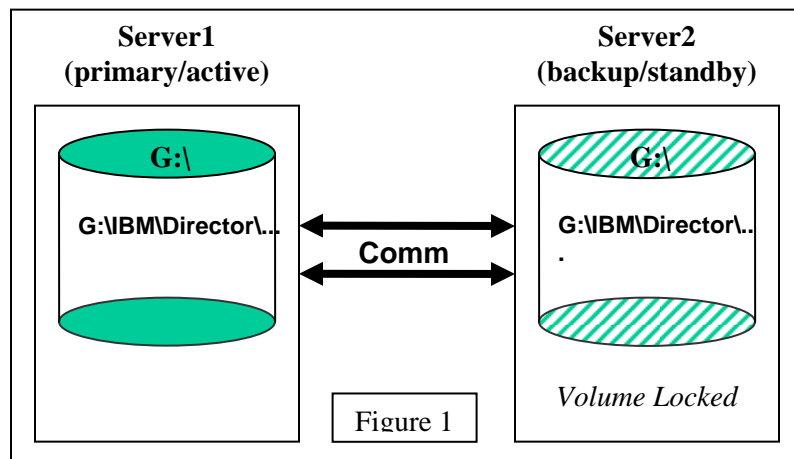 Server1
(primary/active)
G:\
G:\IBM\Director\...
Comm
Server2
(backup/standby)
G:\
G:\IBM\Director\..
.
Volume Locked
Figure 1